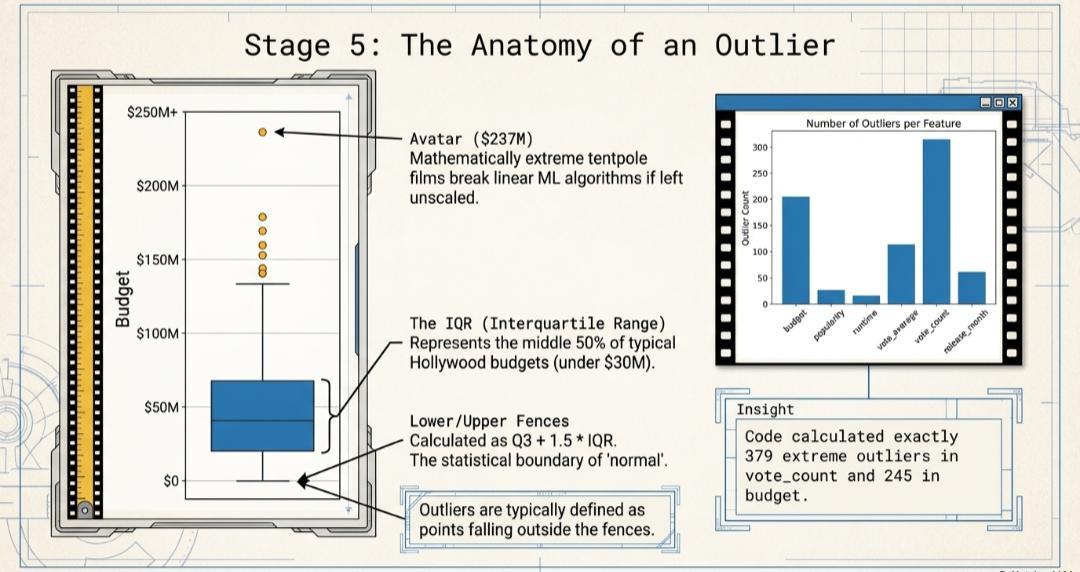 Stage 5: The Anatomy of an Outlier
Budget
$250M+
$200M
$150M
$100M
$50M
$0
Avatar ($237M)
Mathematically extreme tentpole
films break linear ML algorithms if left
unscaled.
The IQR (Interquartile Range)
Represents the middle 50% of typical
Hollywood budgets (under $30M).
Lower/Upper Fences
Calculated as Q3 + 1.5 * IQR.
The statistical boundary of 'normal'.
Outliers are typically defined as
points falling outside the fences.
Number of Outliers per Feature
Outlier Count
300
250
200
150
100
50
0
budget
popularity
runtime
vote_average
vote_count
release_month
Insight
Code calculated exactly
379 extreme outliers in
vote_count and 245 in
budget.